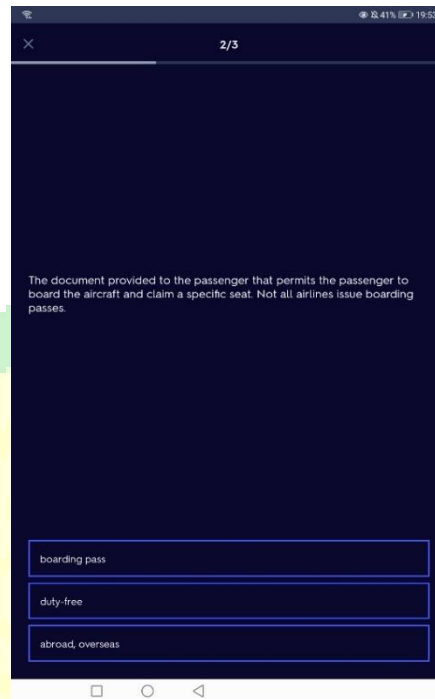 41% 19:53
2/3
The document provided to the passenger that permits the passenger to
board the aircraft and claim a specific seat. Not all airlines issue boarding
passes.
boarding pass
duty-free
abroad, overseas